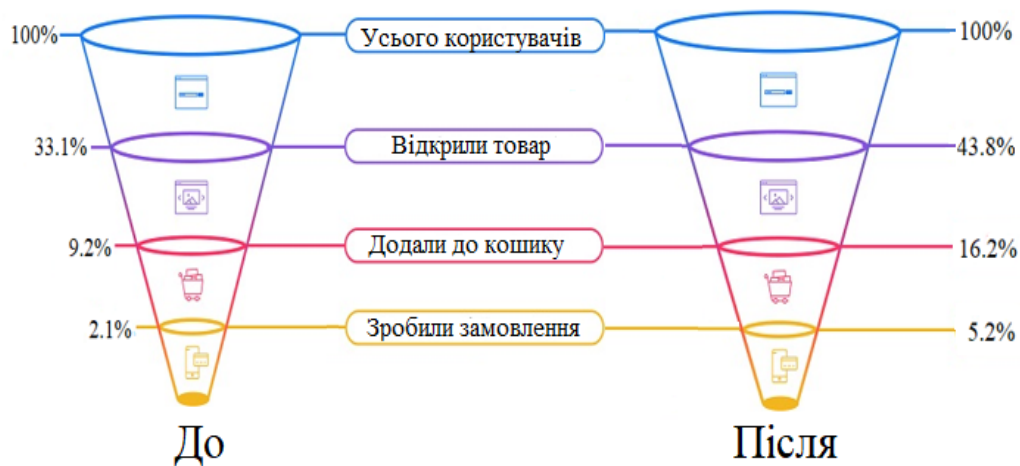 100% Усього користувачів 100%
33.1% Відкрили товар 43.8%
9.2% Додали до кошику 16.2%
2.1% Зробили замовлення 5.2%
До Після